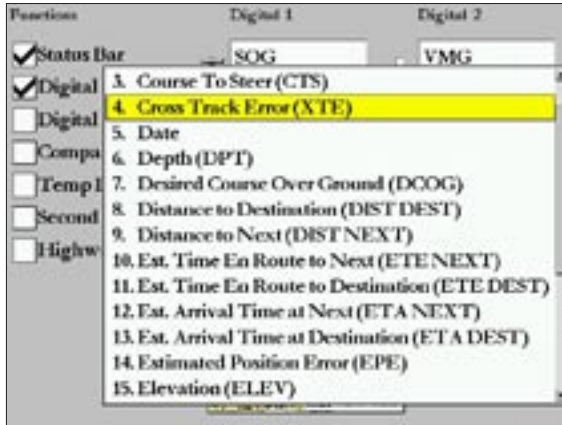 Functions Digital 1 Digital 2
Status Bar SOG VMG
Digital
Digital
Compa
Temp
Second
Highw
3. Course To Steer (CTS)
4. Cross Track Error (XTE)
5. Date
6. Depth (DPT)
7. Desired Course Over Ground (DCOG)
8. Distance to Destination (DIST DEST)
9. Distance to Next (DIST NEXT)
10. Est. Time En Route to Next (ETE NEXT)
11. Est. Time En Route to Destination (ETE DEST)
12. Est. Arrival Time at Next (ETA NEXT)
13. Est. Arrival Time at Destination (ETA DEST)
14. Estimated Position Error (EPE)
15. Elevation (ELEV)